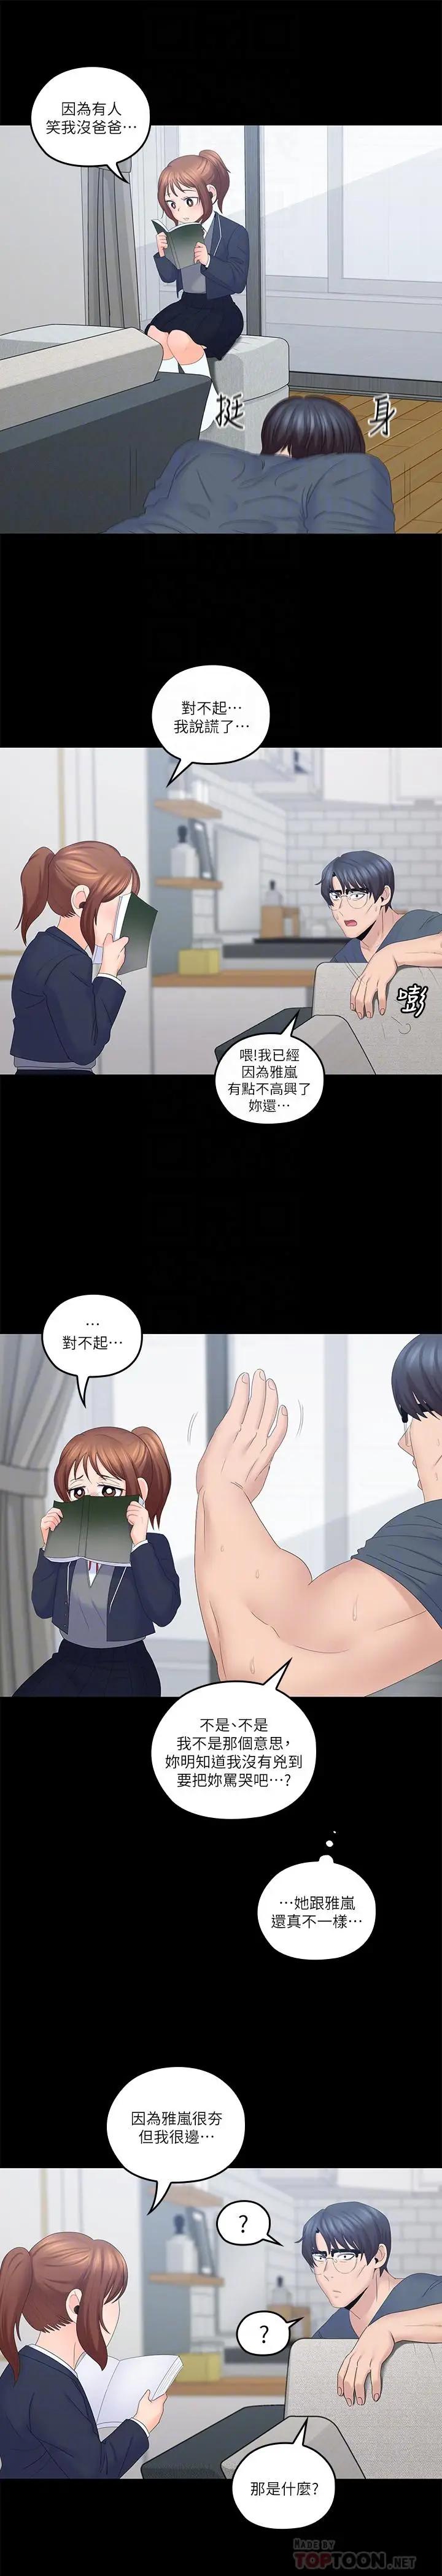 因為有人
笑我沒爸爸…
挺 身
對不起…
我說謊了…
嘭
喂!我已經
因為雅嵐
有點不高興了
妳還…
…
對不起…
不是、不是
我不是那個意思，
妳明知道我沒有兇到
要把妳罵哭吧…?
…她跟雅嵐
還真不一樣…
因為雅嵐很夯
但我很邊…
?
?
那是什麼?
MADE BY
TOPTOON.NET